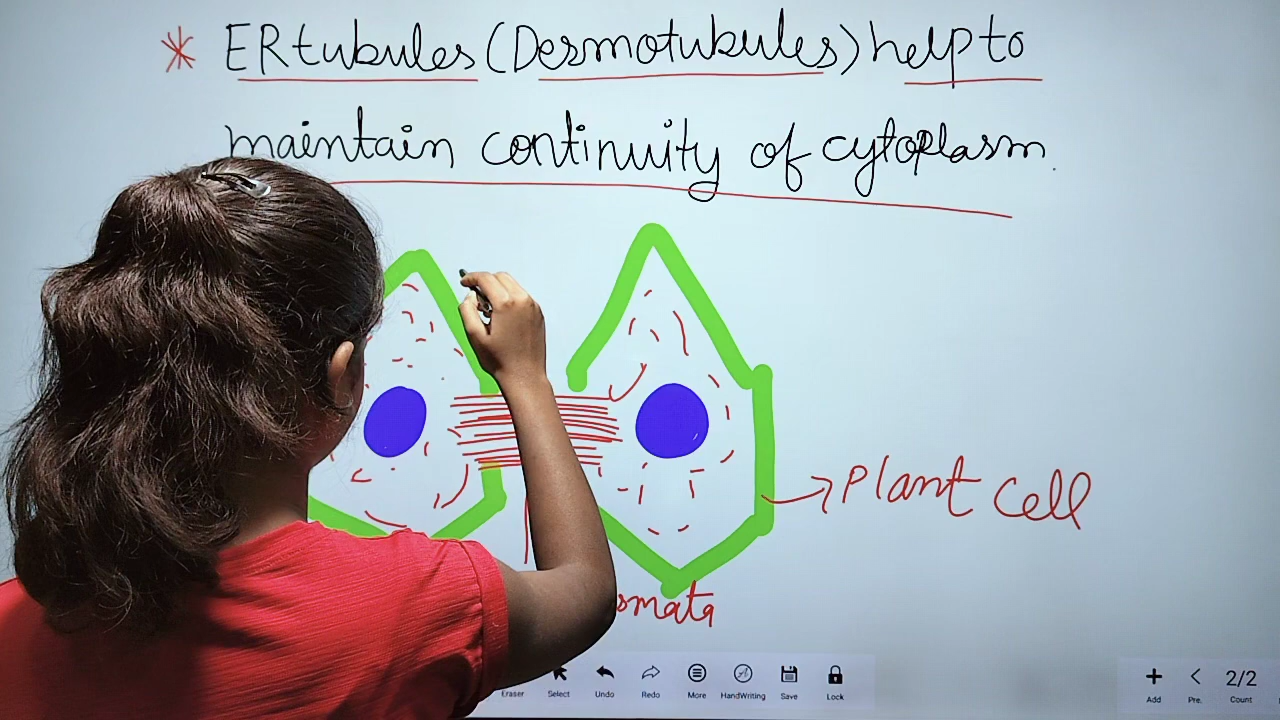 * ER tubules (Desmotubules) help to
maintain continuity of cytoplasm.
Plant cell
smata
Eraser Select Undo Redo More HandWriting Save Lock
Add Pre. 2/2 Count